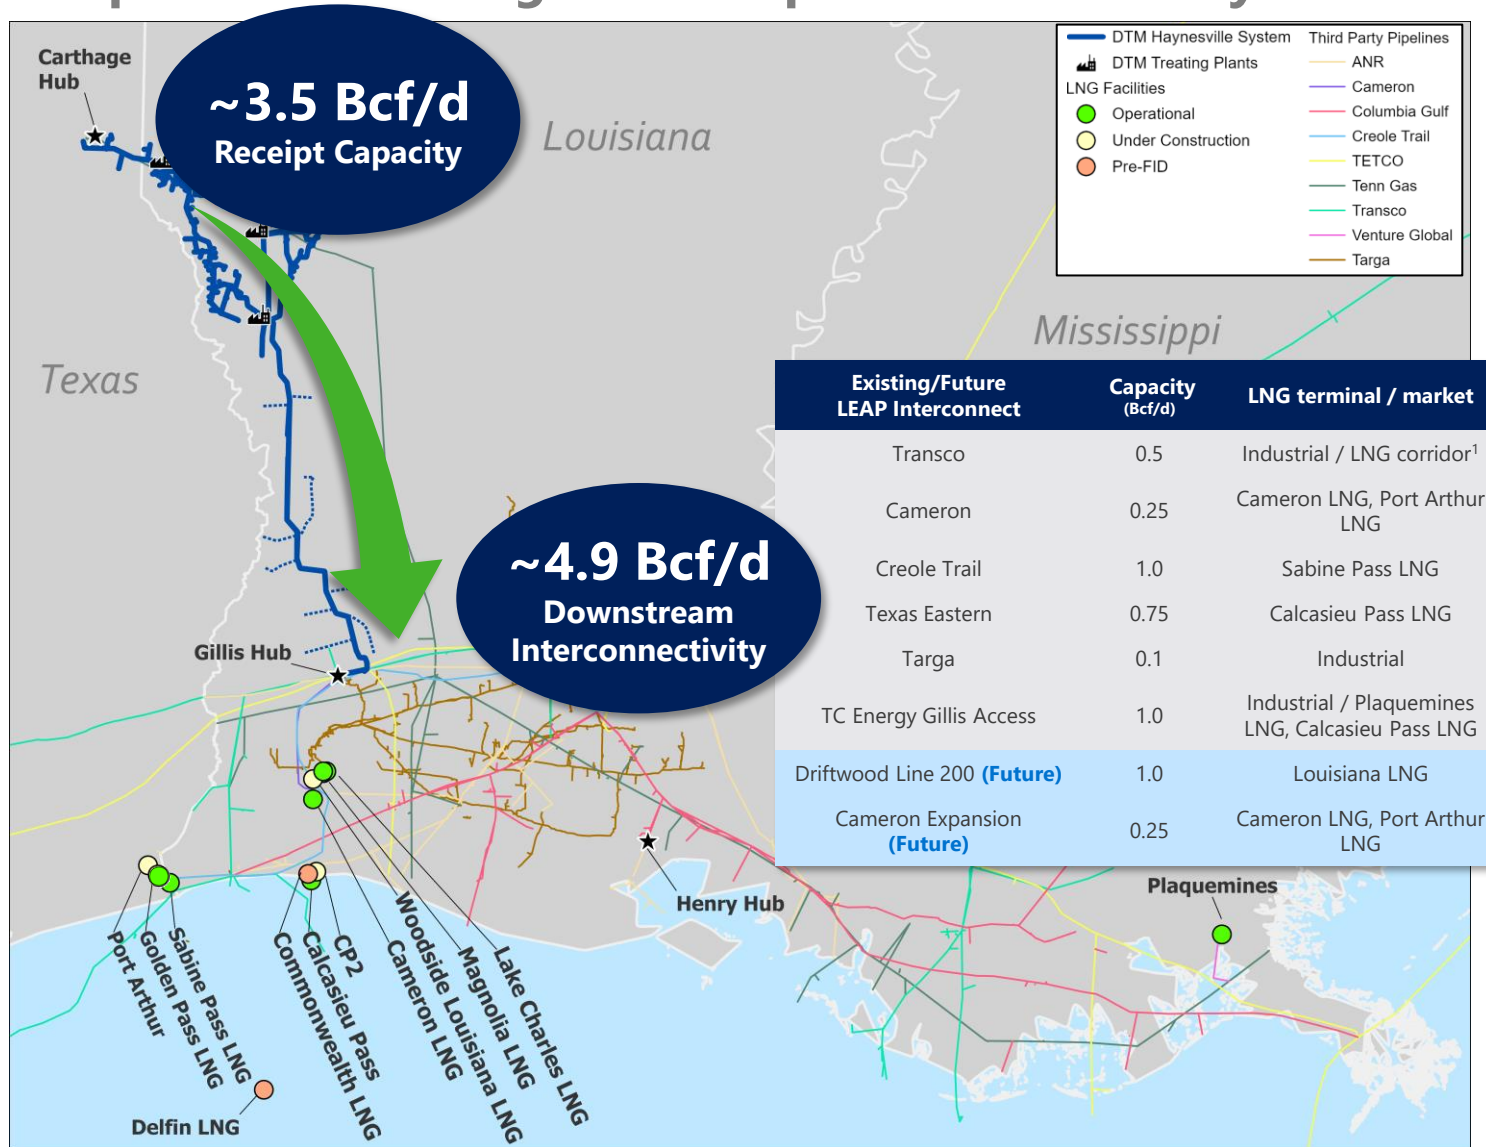 Carthage
Hub
~3.5 Bcf/d
Receipt Capacity
Louisiana
DTM Haynesville System
DTM Treating Plants
LNG Facilities
Operational
Under Construction
Pre-FID
Third Party Pipelines
ANR
Cameron
Columbia Gulf
Creole Trail
TETCO
Tenn Gas
Transco
Venture Global
Targa
Texas
Mississippi
Existing/Future LEAP Interconnect Capacity (Bcf/d) LNG terminal / market
Transco 0.5 Industrial / LNG corridor¹
Cameron 0.25 Cameron LNG, Port Arthur LNG
Creole Trail 1.0 Sabine Pass LNG
Texas Eastern 0.75 Calcasieu Pass LNG
Targa 0.1 Industrial
TC Energy Gillis Access 1.0 Industrial / Plaquemines LNG, Calcasieu Pass LNG
Driftwood Line 200 (Future) 1.0 Louisiana LNG
Cameron Expansion (Future) 0.25 Cameron LNG, Port Arthur LNG
~4.9 Bcf/d
Downstream
Interconnectivity
Gillis Hub
Henry Hub
Plaquemines
Port Arthur
Golden Pass LNG
Sabine Pass LNG
Commonwealth LNG
Calcasieu Pass
CP2
Cameron LNG
Woodside Louisiana LNG
Magnolia LNG
Lake Charles LNG
Delfin LNG